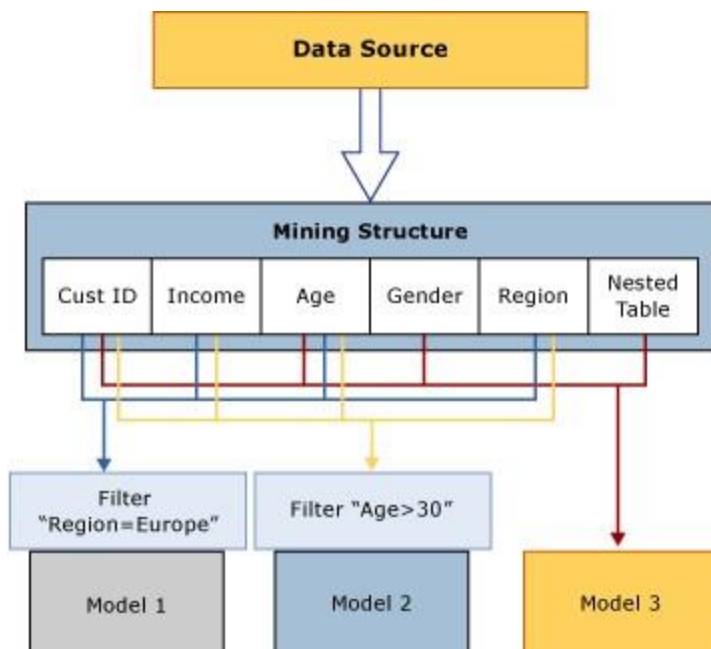 Data Source
Mining Structure
Cust ID
Income
Age
Gender
Region
Nested
Table
Filter
“Region=Europe”
Filter “Age>30”
Model 1
Model 2
Model 3